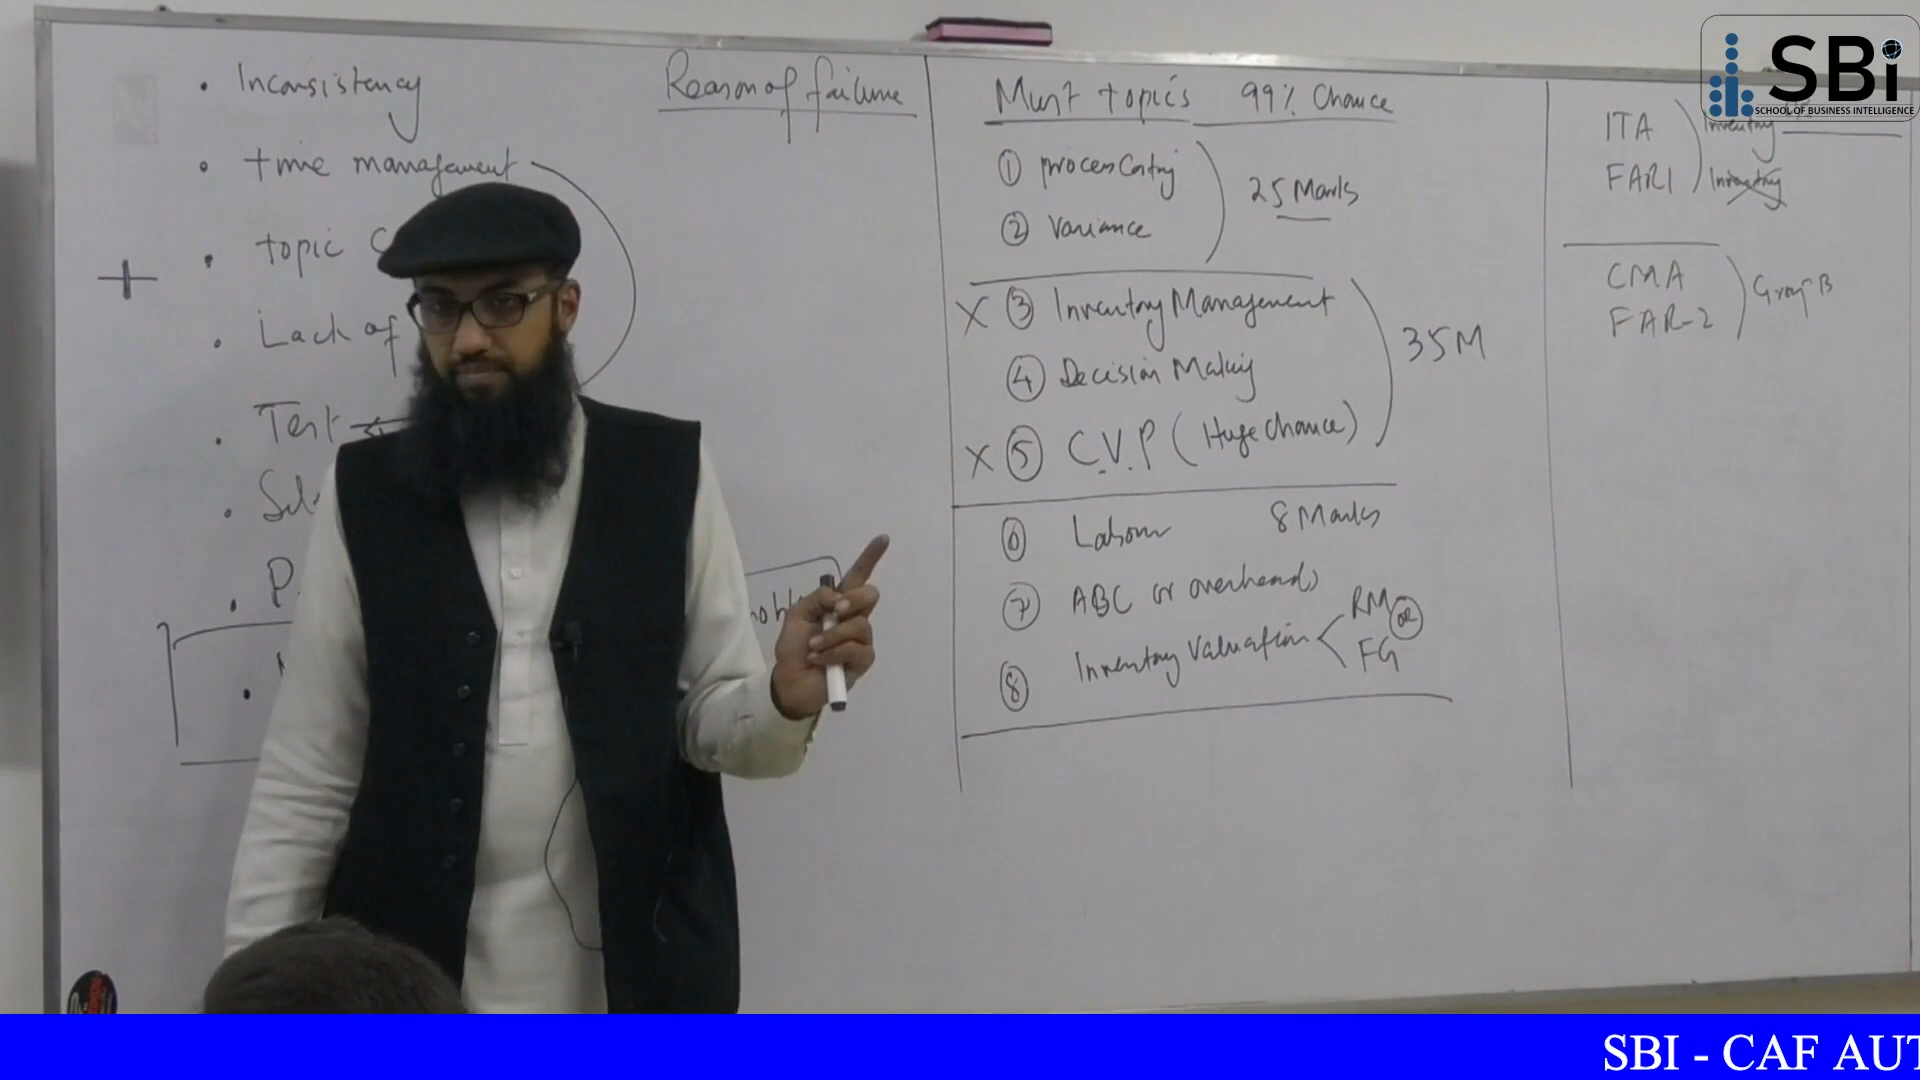 • Inconsistency
Reason of failure
• time management
• topic
+
• Lack of
• Test
•
• P
•
Must topics 99% Chance
① process Costing
② Variance
25 Marks
X ③ Inventory Management
④ Decision Making
X ⑤ C.V.P (Huge Chance)
35M
⑥ Labour 8 Marks
⑦ ABC or overheads
⑧ Inventory Valuation RM OR FG
ITA Inventory
FAR1 Inventory
CMA
FAR-2
Group B
SBi
SCHOOL OF BUSINESS INTELLIGENCE
SBI - CAF AUT